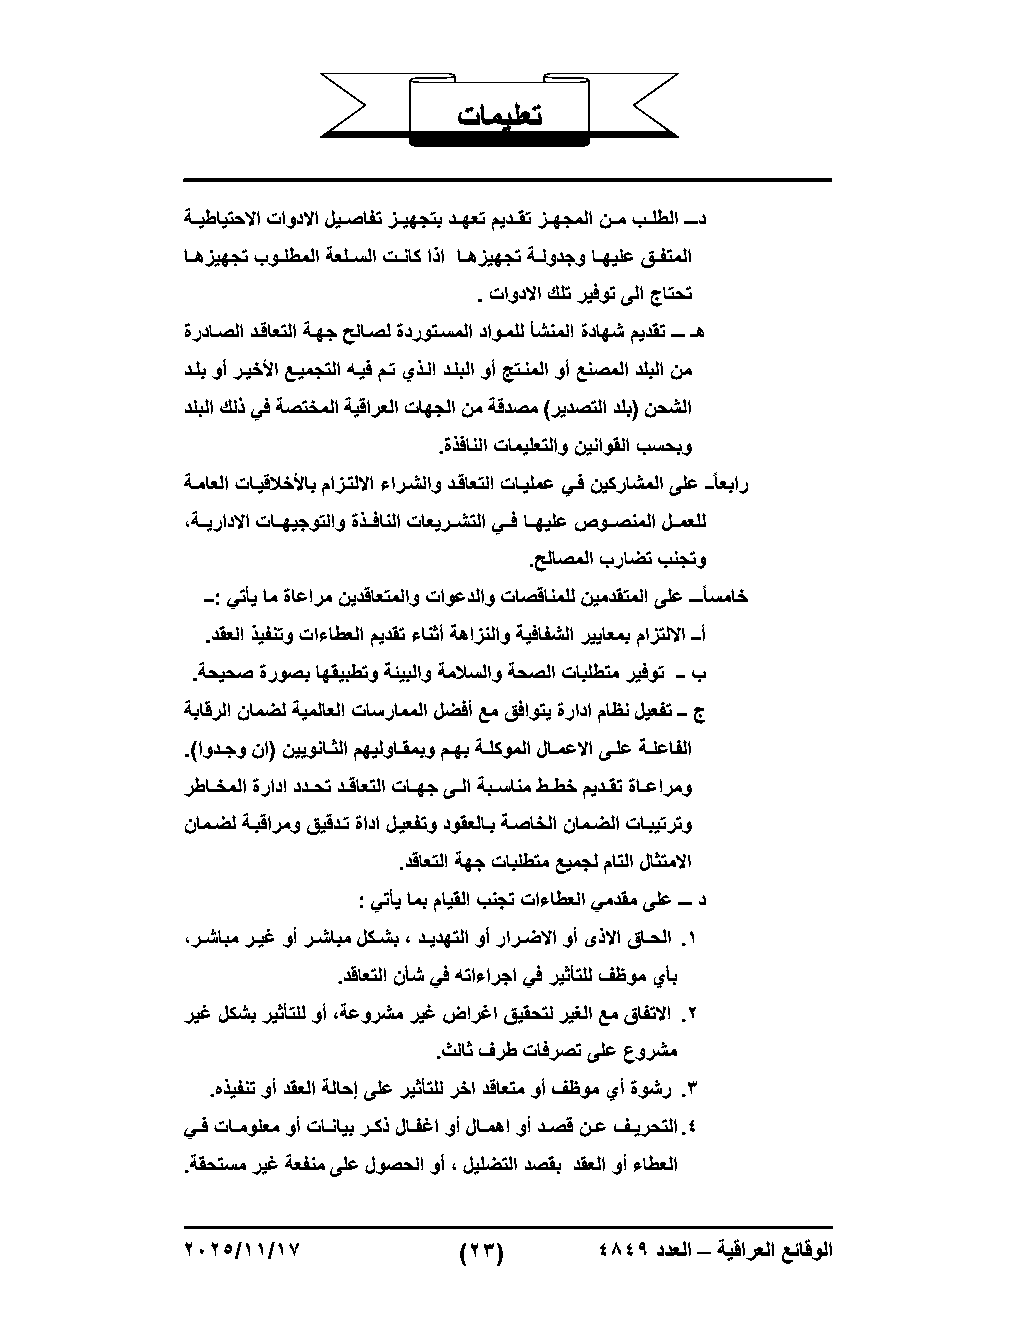 تعليمات
د‌ــ الطلب من المجهز تقديم تعهد بتجهيز تفاصيل الادوات الاحتياطية
المتفق عليها وجدولة تجهيزها اذا كانت السلعة المطلوب تجهيزها
تحتاج الى توفير تلك الادوات .
هـ ــ تقديم شهادة المنشأ للمواد المستوردة لصالح جهة التعاقد الصادرة
من البلد المصنع أو المنتج أو البلد الذي تم فيه التجميع الأخير أو بلد
الشحن (بلد التصدير) مصدقة من الجهات العراقية المختصة في ذلك البلد
وبحسب القوانين والتعليمات النافذة.
رابعاًــ على المشاركين في عمليات التعاقد والشراء الالتزام بالأخلاقيات العامة
للعمل المنصوص عليها في التشريعات النافذة والتوجيهات الادارية،
وتجنب تضارب المصالح.
خامساًــ على المتقدمين للمناقصات والدعوات والمتعاقدين مراعاة ما يأتي :ــ
أــ الالتزام بمعايير الشفافية والنزاهة أثناء تقديم العطاءات وتنفيذ العقد.
ب ــ توفير متطلبات الصحة والسلامة والبيئة وتطبيقها بصورة صحيحة.
ج ــ تفعيل نظام ادارة يتوافق مع أفضل الممارسات العالمية لضمان الرقابة
الفاعلة على الاعمال الموكلة بهم وبمقاوليهم الثانويين (ان وجدوا).
ومراعاة تقديم خطط مناسبة الى جهات التعاقد تحدد ادارة المخاطر
وترتيبات الضمان الخاصة بالعقود وتفعيل اداة تدقيق ومراقبة لضمان
الامتثال التام لجميع متطلبات جهة التعاقد.
د ــ على مقدمي العطاءات تجنب القيام بما يأتي :
١. الحاق الاذى أو الاضرار أو التهديد ، بشكل مباشر أو غير مباشر،
بأي موظف للتأثير في اجراءاته في شأن التعاقد.
٢. الاتفاق مع الغير لتحقيق اغراض غير مشروعة، أو للتأثير بشكل غير
مشروع على تصرفات طرف ثالث.
٣. رشوة أي موظف أو متعاقد اخر للتأثير على إحالة العقد أو تنفيذه.
٤. التحريف عن قصد أو اهمال أو اغفال ذكر بيانات أو معلومات في
العطاء أو العقد بقصد التضليل ، أو الحصول على منفعة غير مستحقة.
الوقائع العراقية – العدد ٤٨٤٩ (٢٣) ٢٠٢٥/١١/١٧